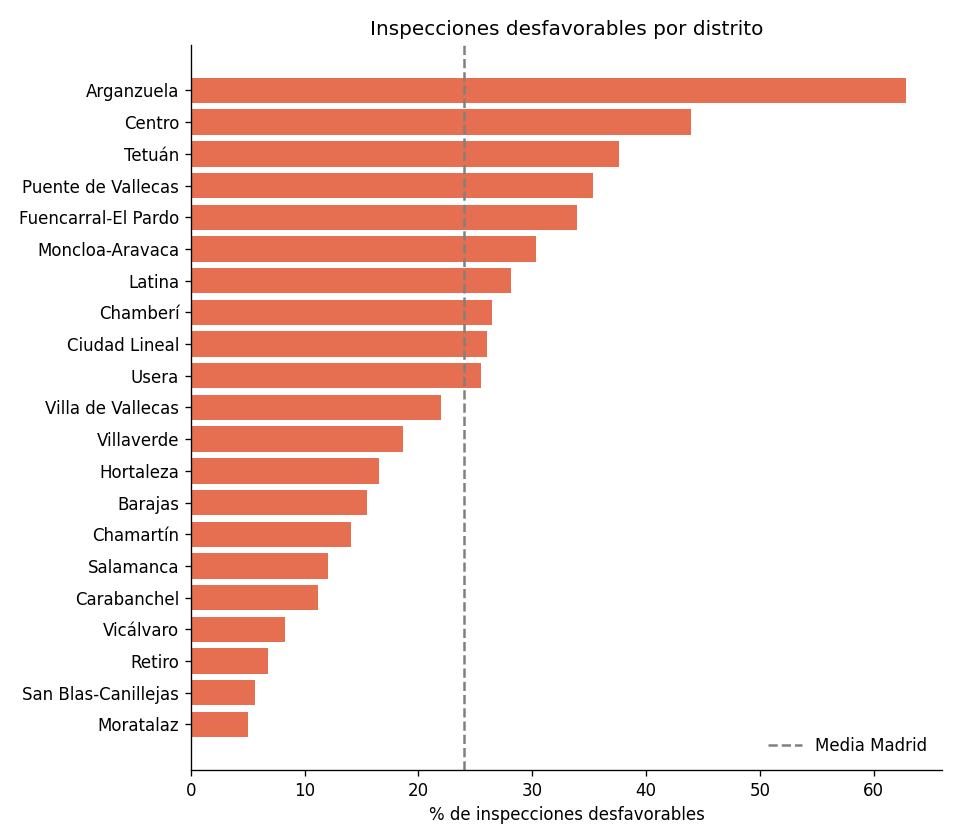 Inspecciones desfavorables por distrito
Arganzuela
Centro
Tetuán
Puente de Vallecas
Fuencarral-El Pardo
Moncloa-Aravaca
Latina
Chamberí
Ciudad Lineal
Usera
Villa de Vallecas
Villaverde
Hortaleza
Barajas
Chamartín
Salamanca
Carabanchel
Vicálvaro
Retiro
San Blas-Canillejas
Moratalaz
Media Madrid
0 10 20 30 40 50 60
% de inspecciones desfavorables